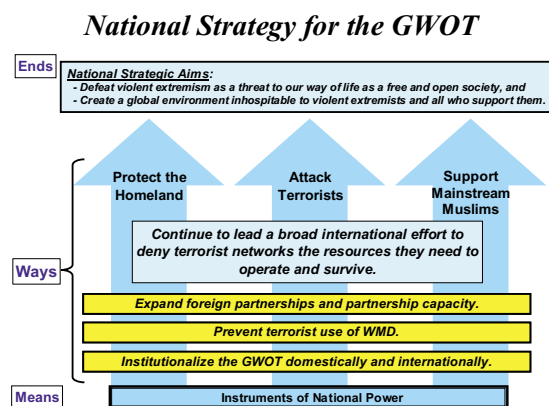 National Strategy for the GWOT
Ends
National Strategic Aims:
- Defeat violent extremism as a threat to our way of life as a free and open society, and
- Create a global environment inhospitable to violent extremists and all who support them.
Protect the
Homeland
Attack
Terrorists
Support
Mainstream
Muslims
Ways
Continue to lead a broad international effort to
deny terrorist networks the resources they need to
operate and survive.
Expand foreign partnerships and partnership capacity.
Prevent terrorist use of WMD.
Institutionalize the GWOT domestically and internationally.
Means
Instruments of National Power